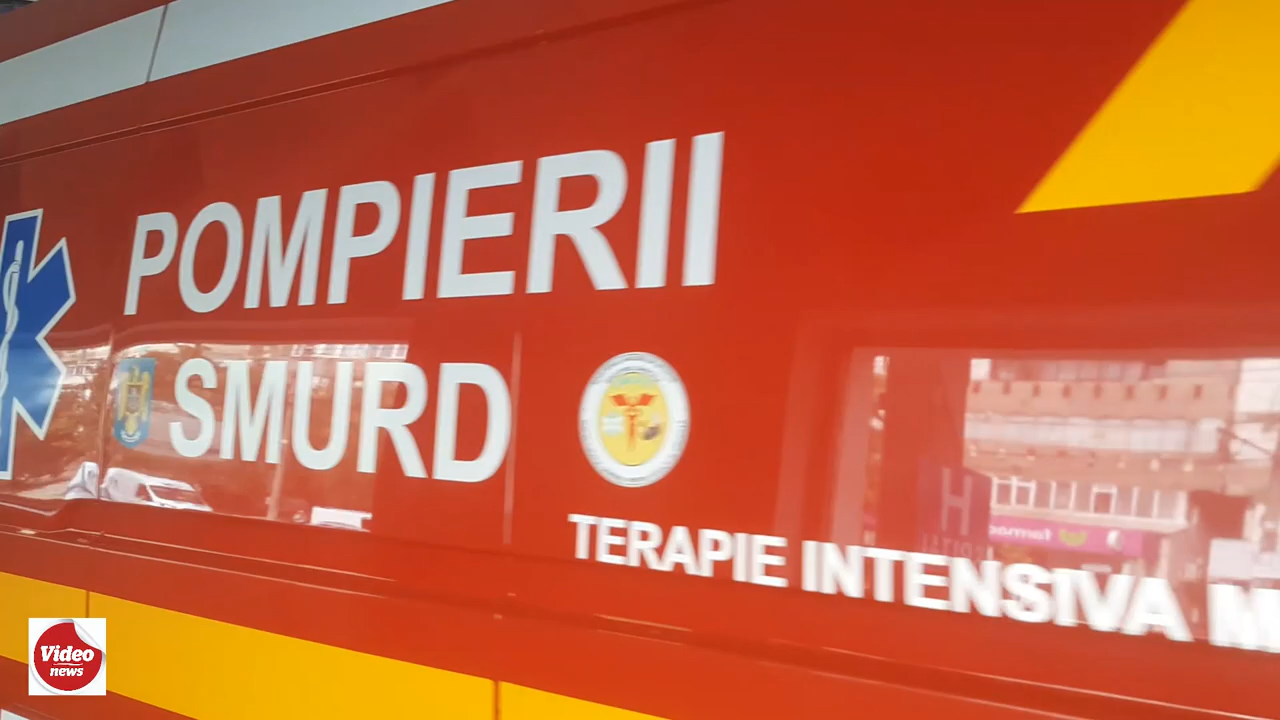 POMPIERII
SMURD
TERAPIE INTENSIVA M
H
Video
news